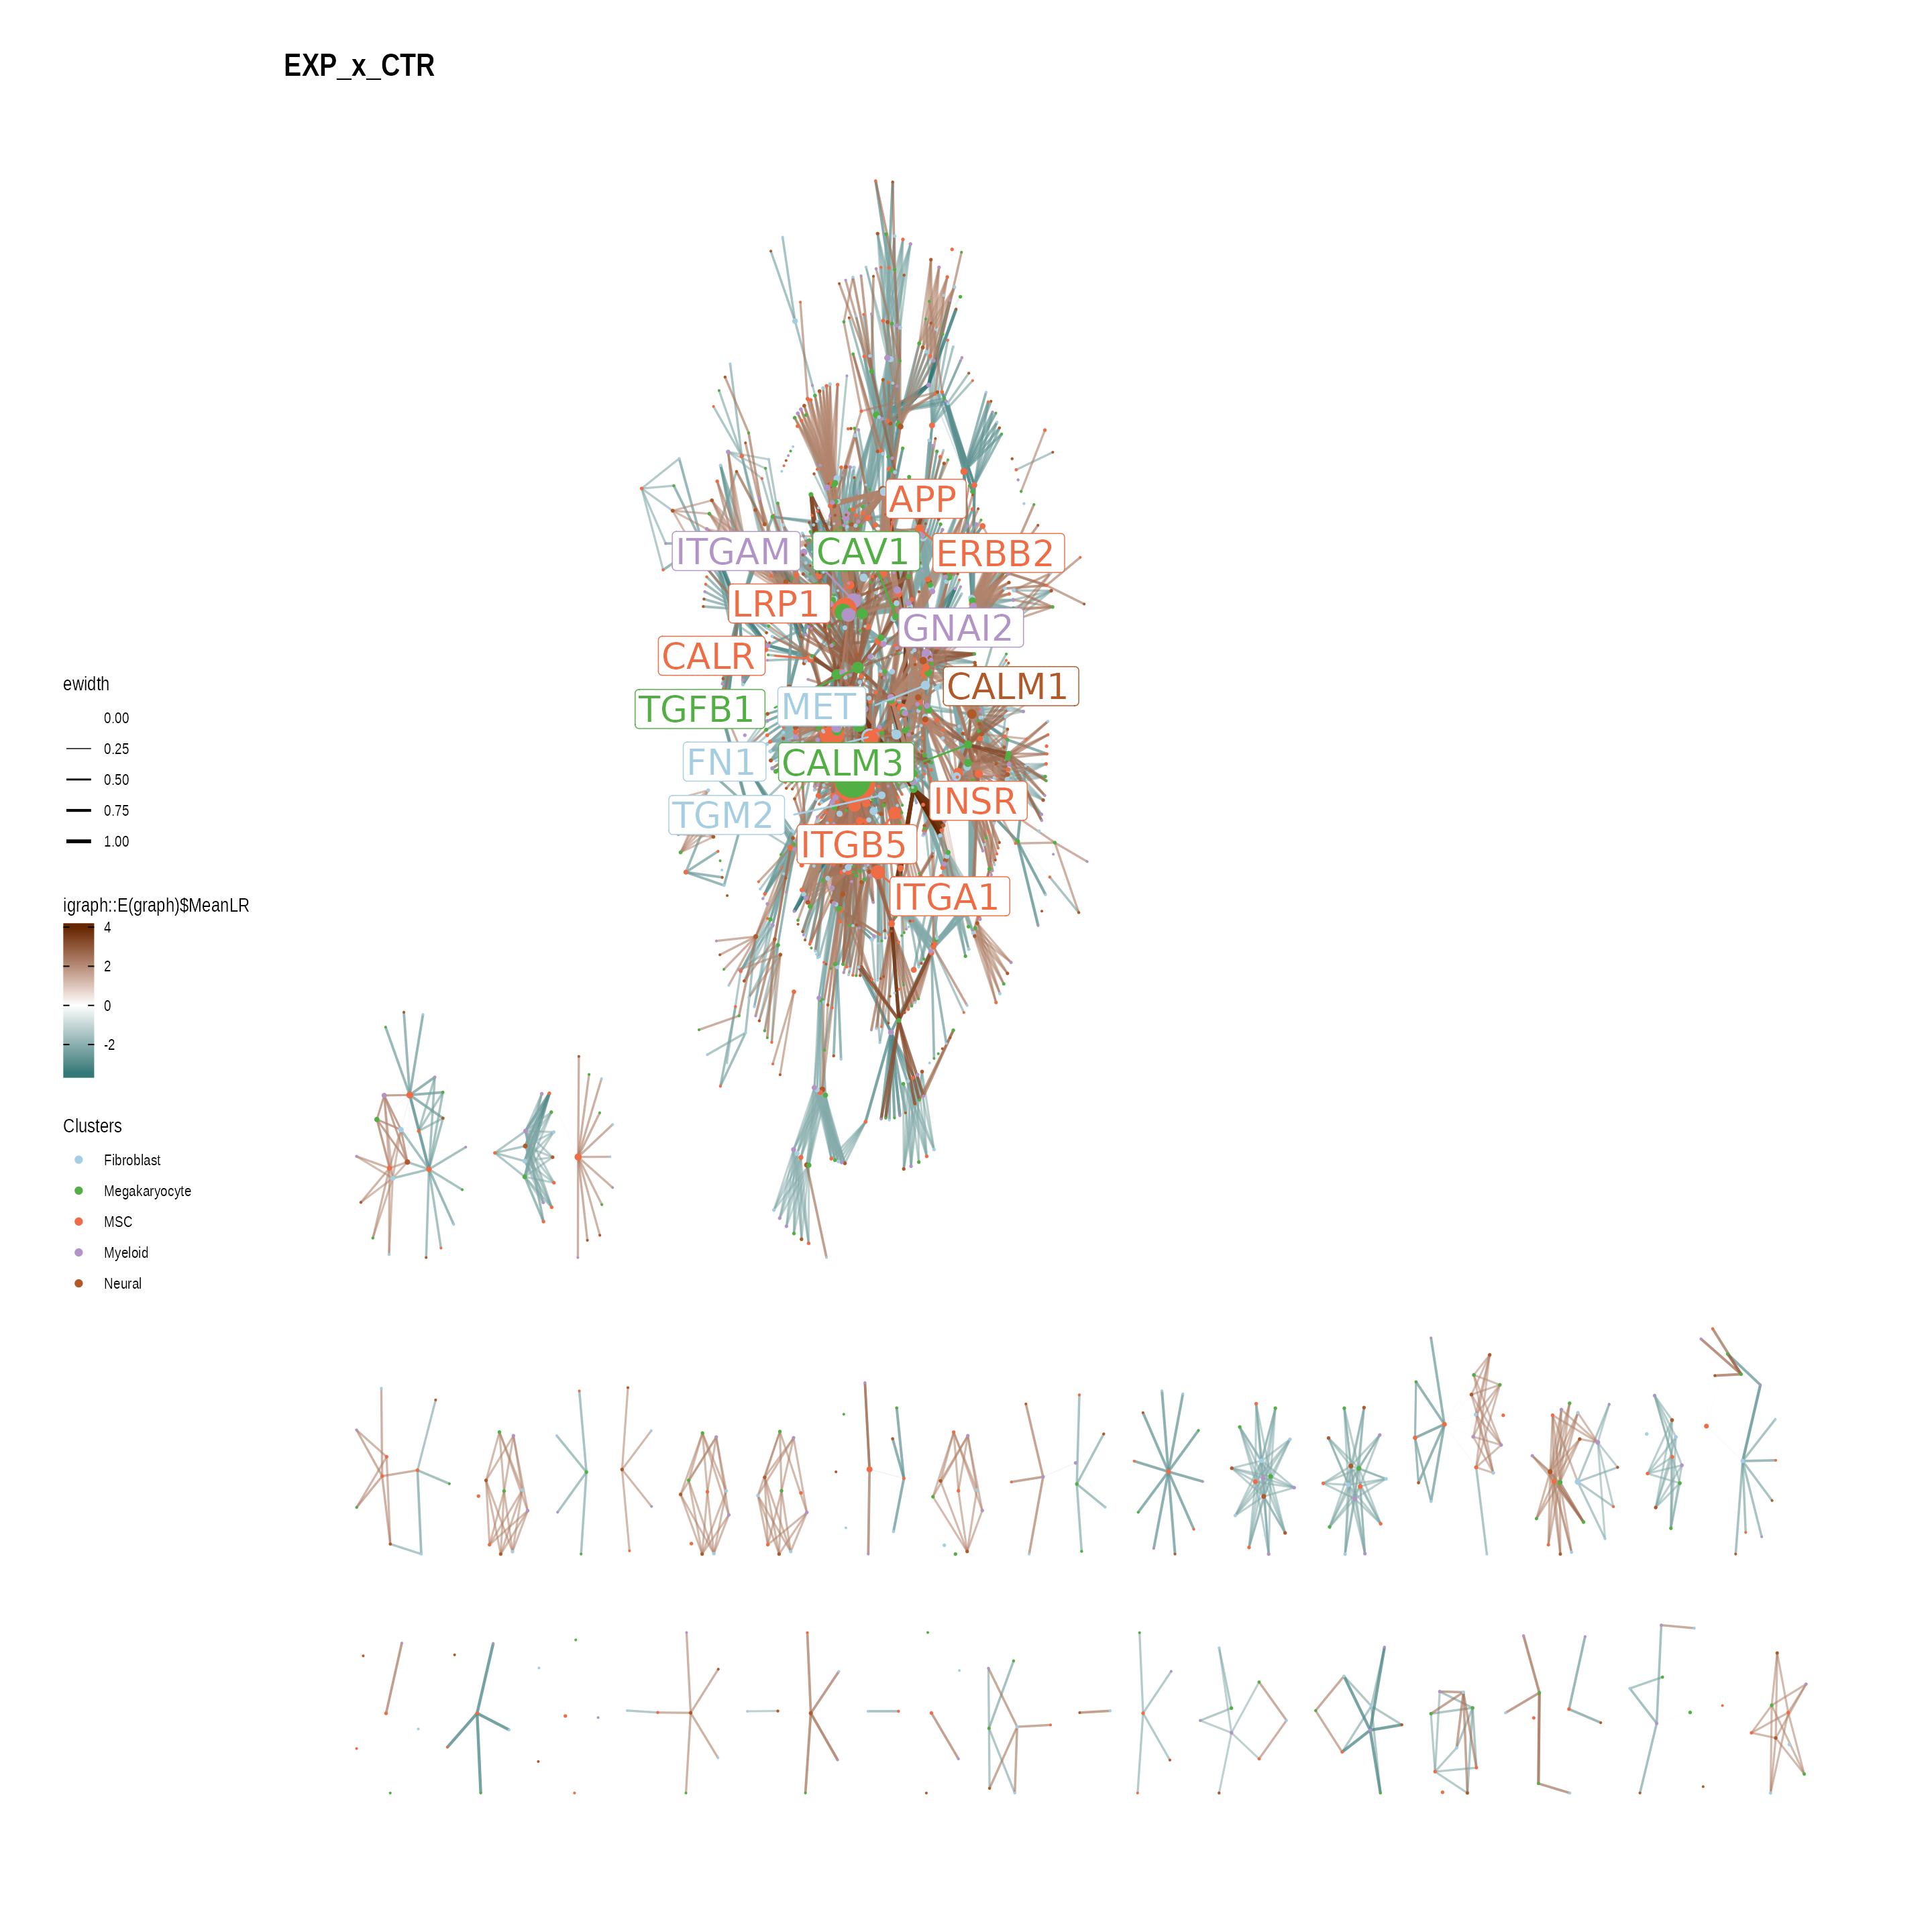 EXP_x_CTR
APP
ITGAM
CAV1
ERBB2
LRP1
GNAI2
CALR
CALM1
TGFB1
MET
FN1
CALM3
TGM2
INSR
ITGB5
ITGA1
ewidth
0.00
0.25
0.50
0.75
1.00
igraph::E(graph)$MeanLR
4
2
0
-2
Clusters
Fibroblast
Megakaryocyte
MSC
Myeloid
Neural